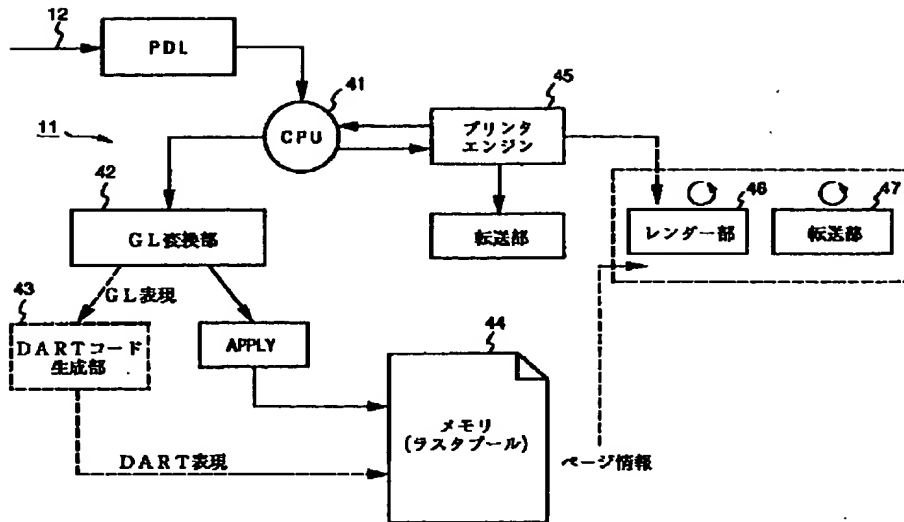 12
PDL
41
CPU
11
45
プリンタ
エンジン
42
GL変換部
転送部
46
レンダー部
47
転送部
43
GL表現
DARTコード
生成部
APPLY
44
メモリ
(ラスタプール)
DART表現
ページ情報